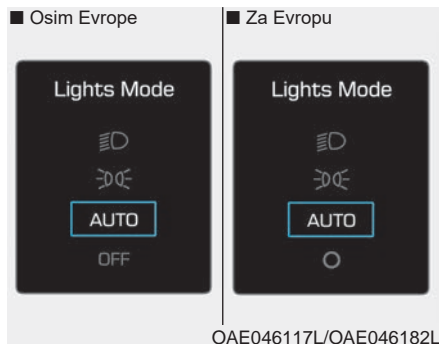 ■ Osim Evrope
■ Za Evropu
Lights Mode
AUTO
OFF
Lights Mode
AUTO
OAE046117L/OAE046182L